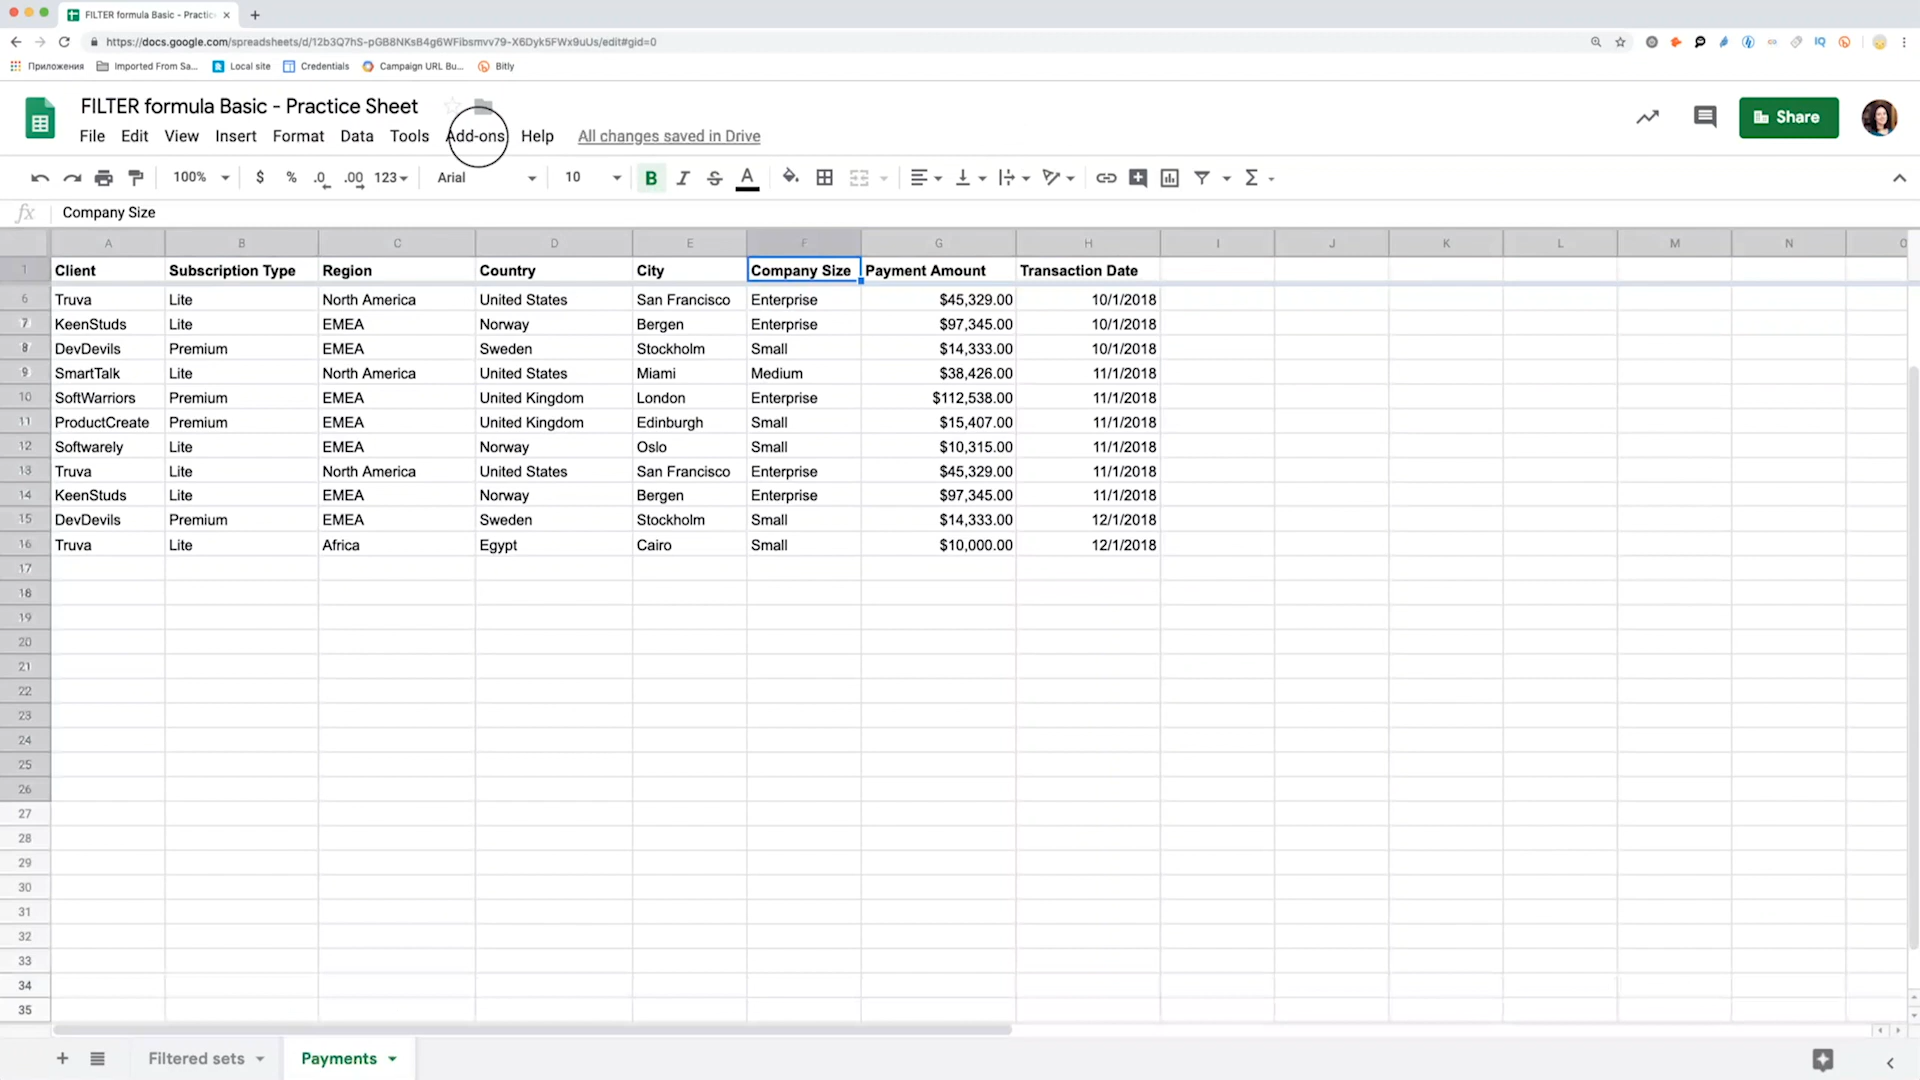 FILTER formula Basic - Practic
https://docs.google.com/spreadsheets/d/12b3Q7hS-pGB8NKsB4g6WFibsmvv79-X6Dyk5FWx9uUs/edit#gid=0
Приложения Imported From Sa... Local site Credentials Campaign URL Bu... Bitly
FILTER formula Basic - Practice Sheet
File Edit View Insert Format Data Tools Add-ons Help All changes saved in Drive
Share
100% $ % .0 .00 123 Arial 10 B I S A Σ
fx Company Size
A B C D E F G H I J K L M N O
1 Client Subscription Type Region Country City Company Size Payment Amount Transaction Date
6 Truva Lite North America United States San Francisco Enterprise $45,329.00 10/1/2018
7 KeenStuds Lite EMEA Norway Bergen Enterprise $97,345.00 10/1/2018
8 DevDevils Premium EMEA Sweden Stockholm Small $14,333.00 10/1/2018
9 SmartTalk Lite North America United States Miami Medium $38,426.00 11/1/2018
10 SoftWarriors Premium EMEA United Kingdom London Enterprise $112,538.00 11/1/2018
11 ProductCreate Premium EMEA United Kingdom Edinburgh Small $15,407.00 11/1/2018
12 Softwarely Lite EMEA Norway Oslo Small $10,315.00 11/1/2018
13 Truva Lite North America United States San Francisco Enterprise $45,329.00 11/1/2018
14 KeenStuds Lite EMEA Norway Bergen Enterprise $97,345.00 11/1/2018
15 DevDevils Premium EMEA Sweden Stockholm Small $14,333.00 12/1/2018
16 Truva Lite Africa Egypt Cairo Small $10,000.00 12/1/2018
17
18
19
20
21
22
23
24
25
26
27
28
29
30
31
32
33
34
35
Filtered sets Payments